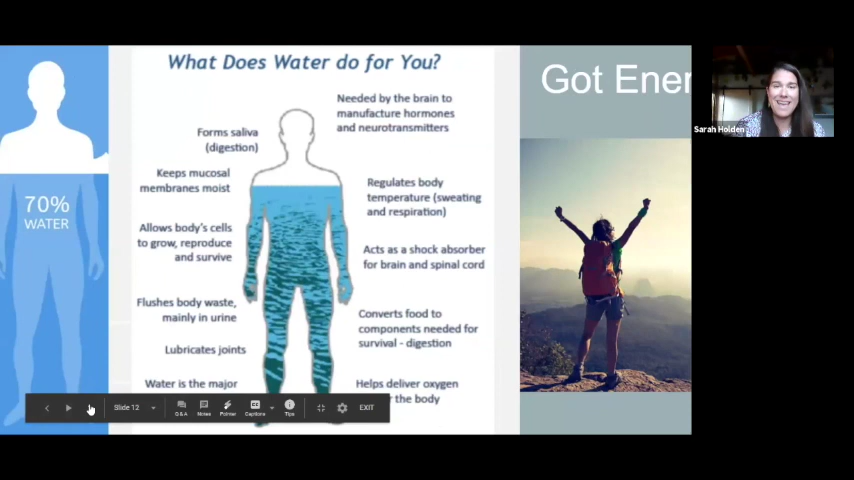 What Does Water do for You?
Got Ener
Sarah Holden
70%
WATER
Forms saliva
(digestion)
Keeps mucosal
membranes moist
Allows body's cells
to grow, reproduce
and survive
Flushes body waste,
mainly in urine
Lubricates joints
Water is the major
Needed by the brain to
manufacture hormones
and neurotransmitters
Regulates body
temperature (sweating
and respiration)
Acts as a shock absorber
for brain and spinal cord
Converts food to
components needed for
survival - digestion
Helps deliver oxygen
r the body
Slide 12
Q&A
Notes
Pointer
CC
Captions
Tips
EXIT